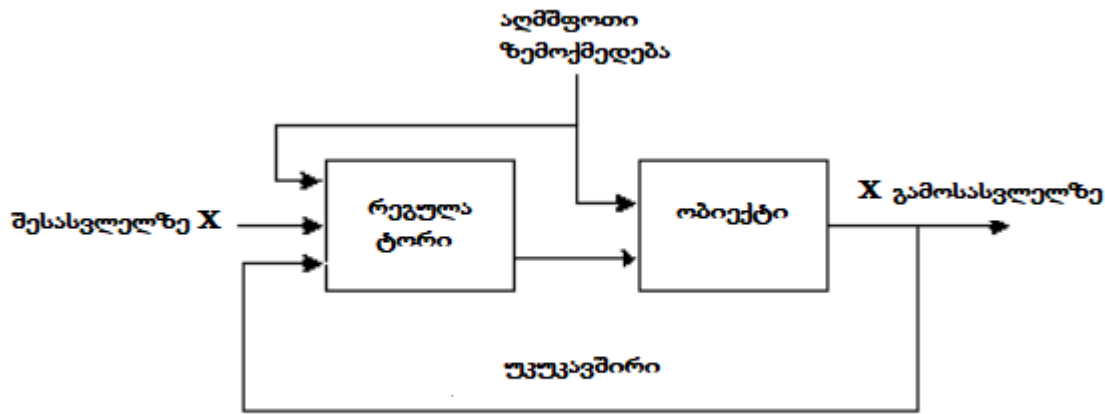 აღმშფოთი
ზემოქმედება
შესასვლელზე X
რეგულა
ტორი
ობიექტი
X გამოსასვლელზე
უკუკავშირი